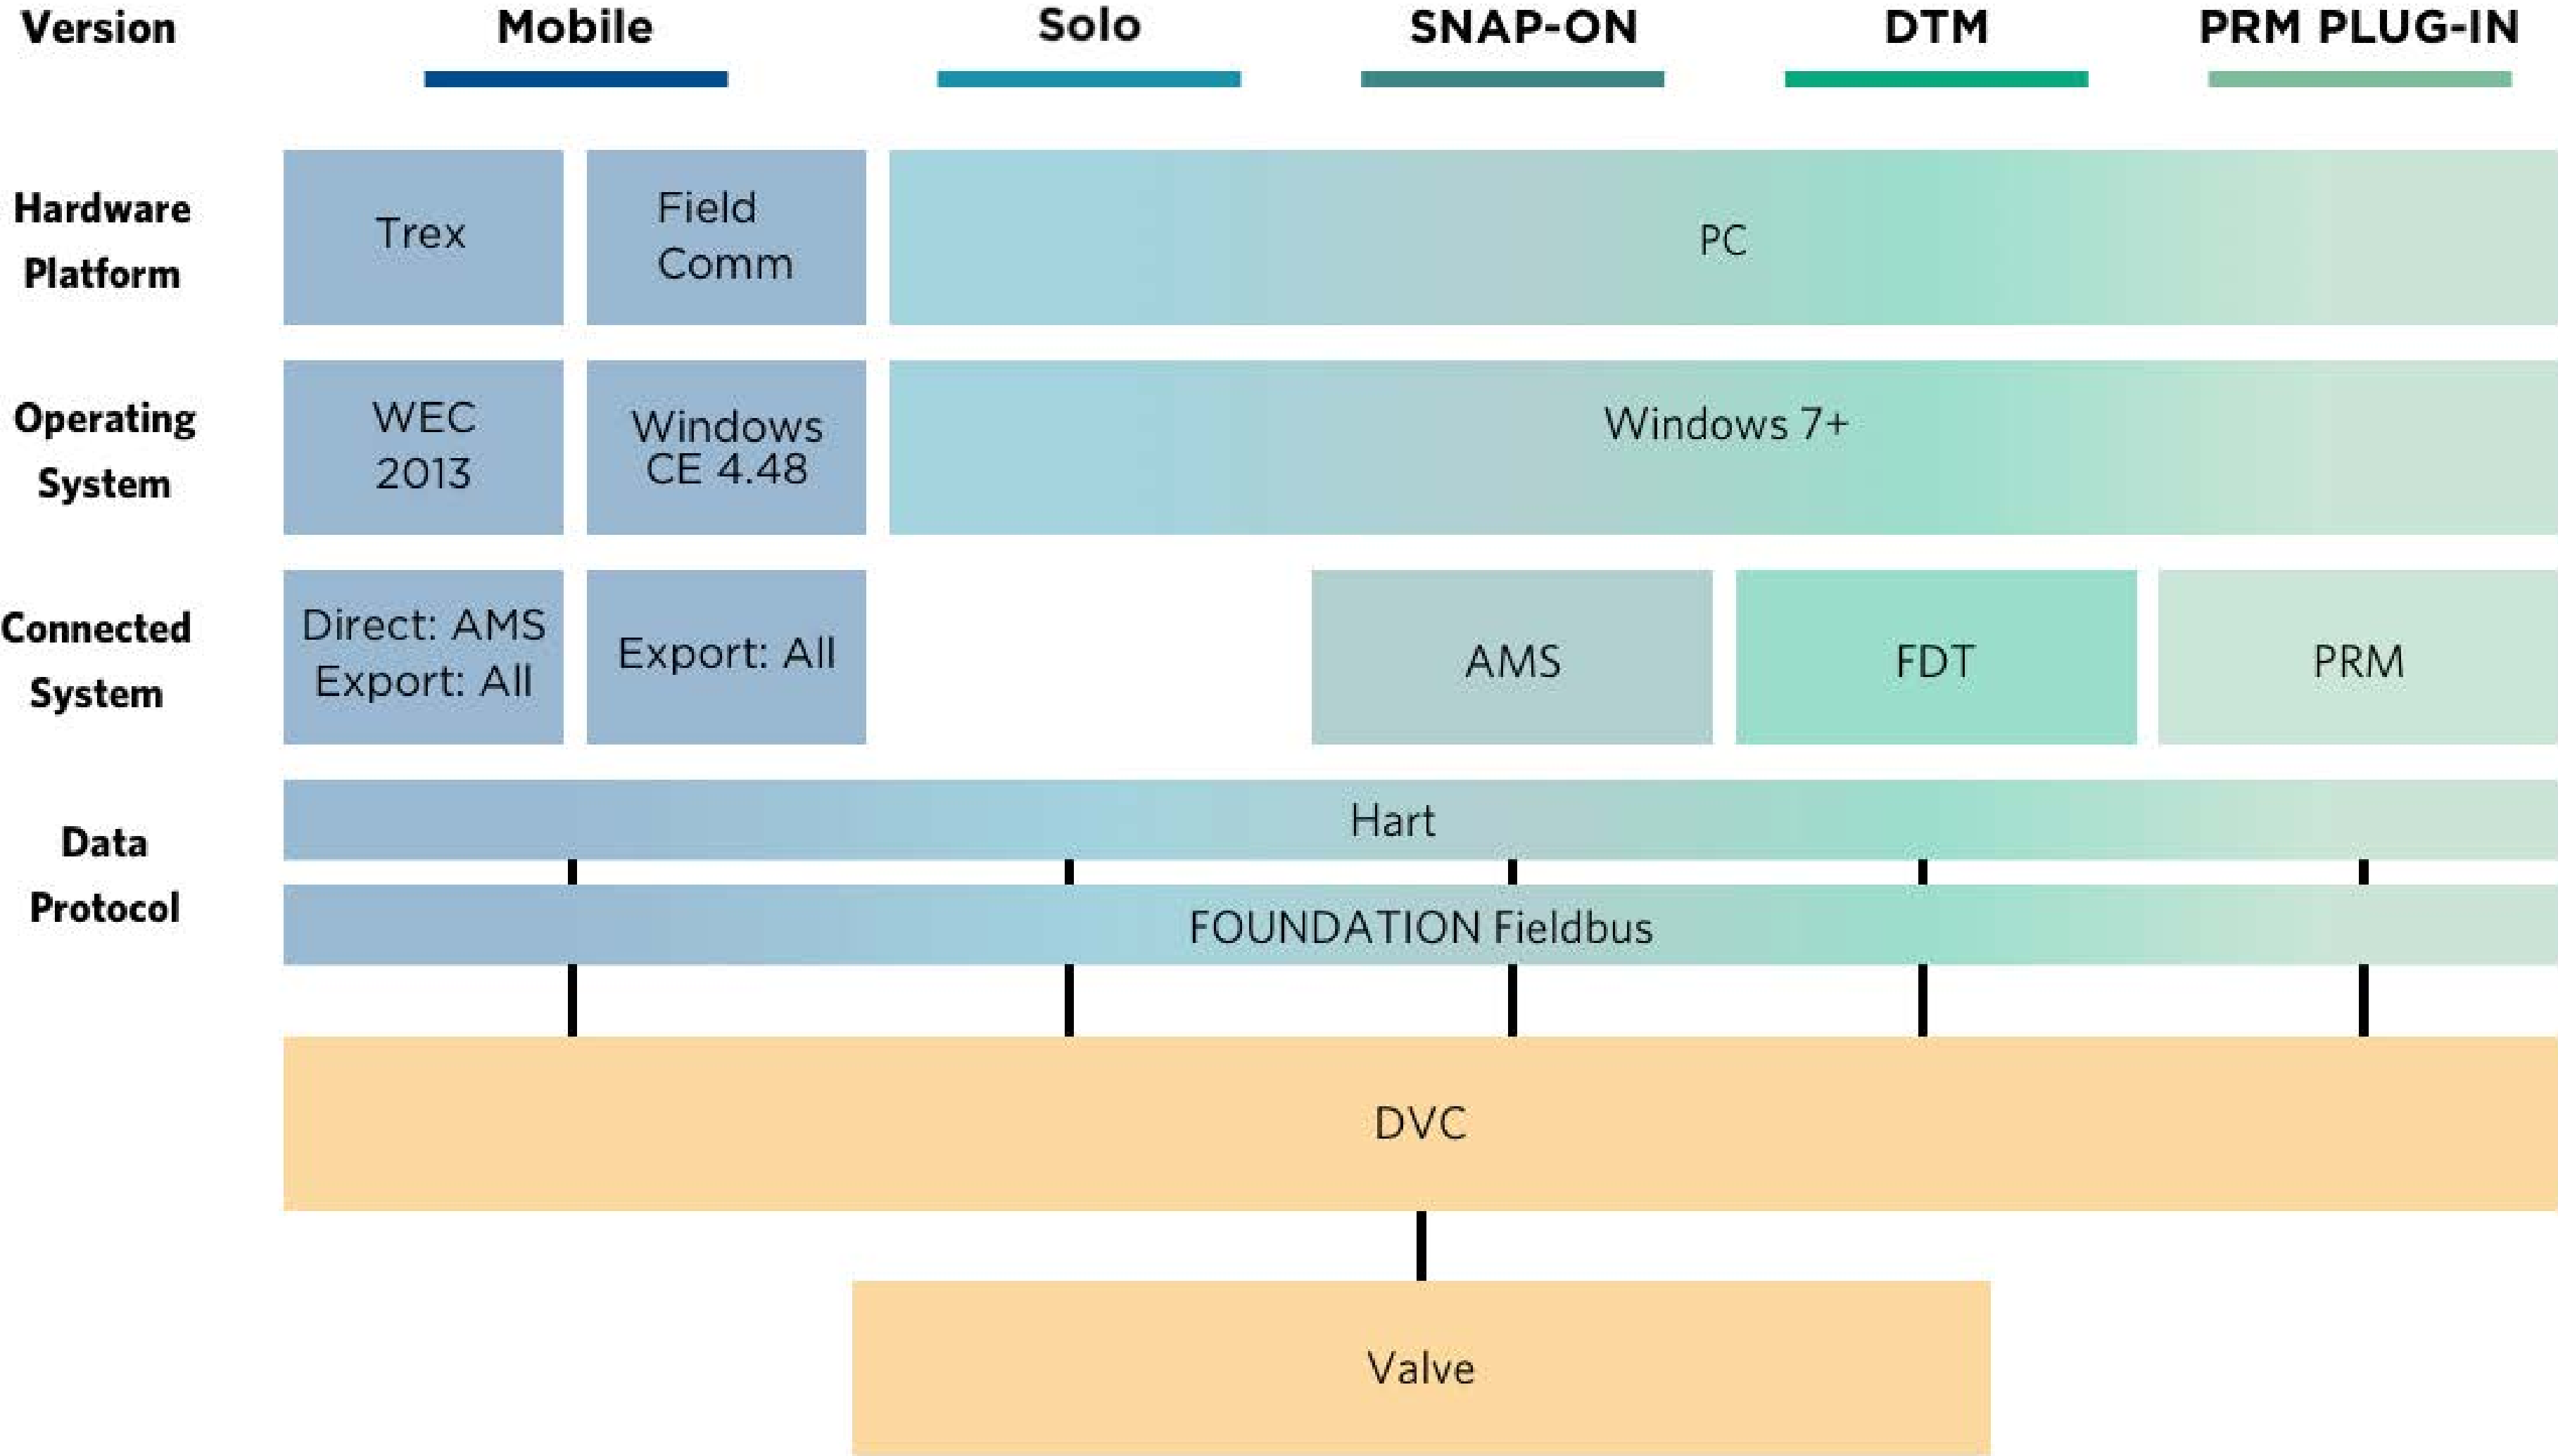 Version Mobile Solo SNAP-ON DTM PRM PLUG-IN
Hardware
Platform
Trex
Field
Comm
PC
Operating
System
WEC
2013
Windows
CE 4.48
Windows 7+
Connected
System
Direct: AMS
Export: All
Export: All
AMS
FDT
PRM
Data
Protocol
Hart
FOUNDATION Fieldbus
DVC
Valve